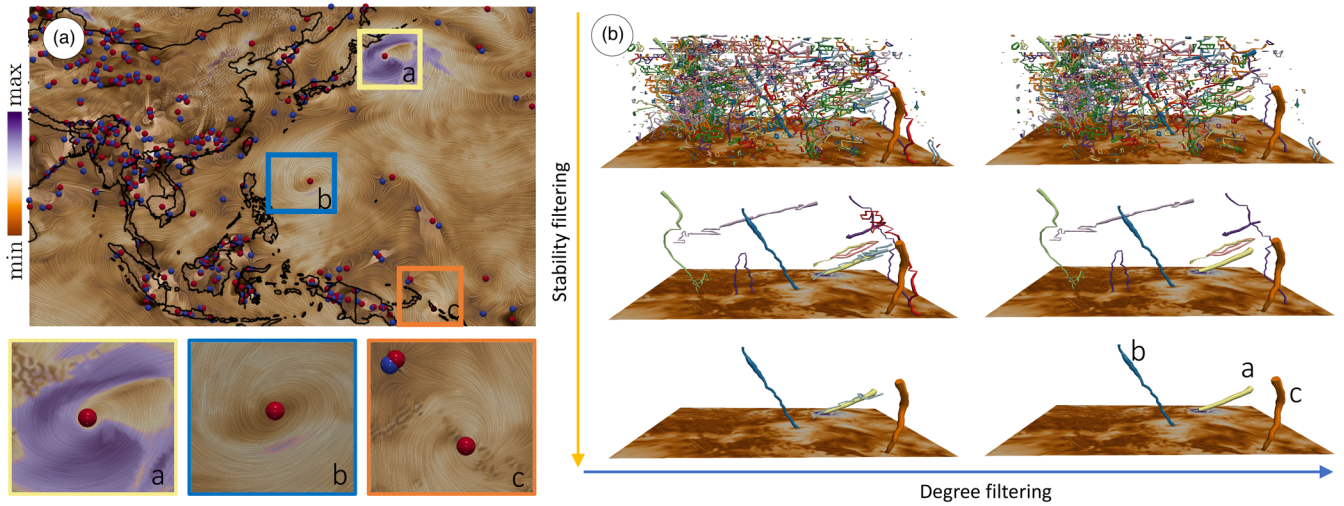 (a)
max
min
a
b
c
a
b
c
(b)
Stability filtering
b
a
c
Degree filtering